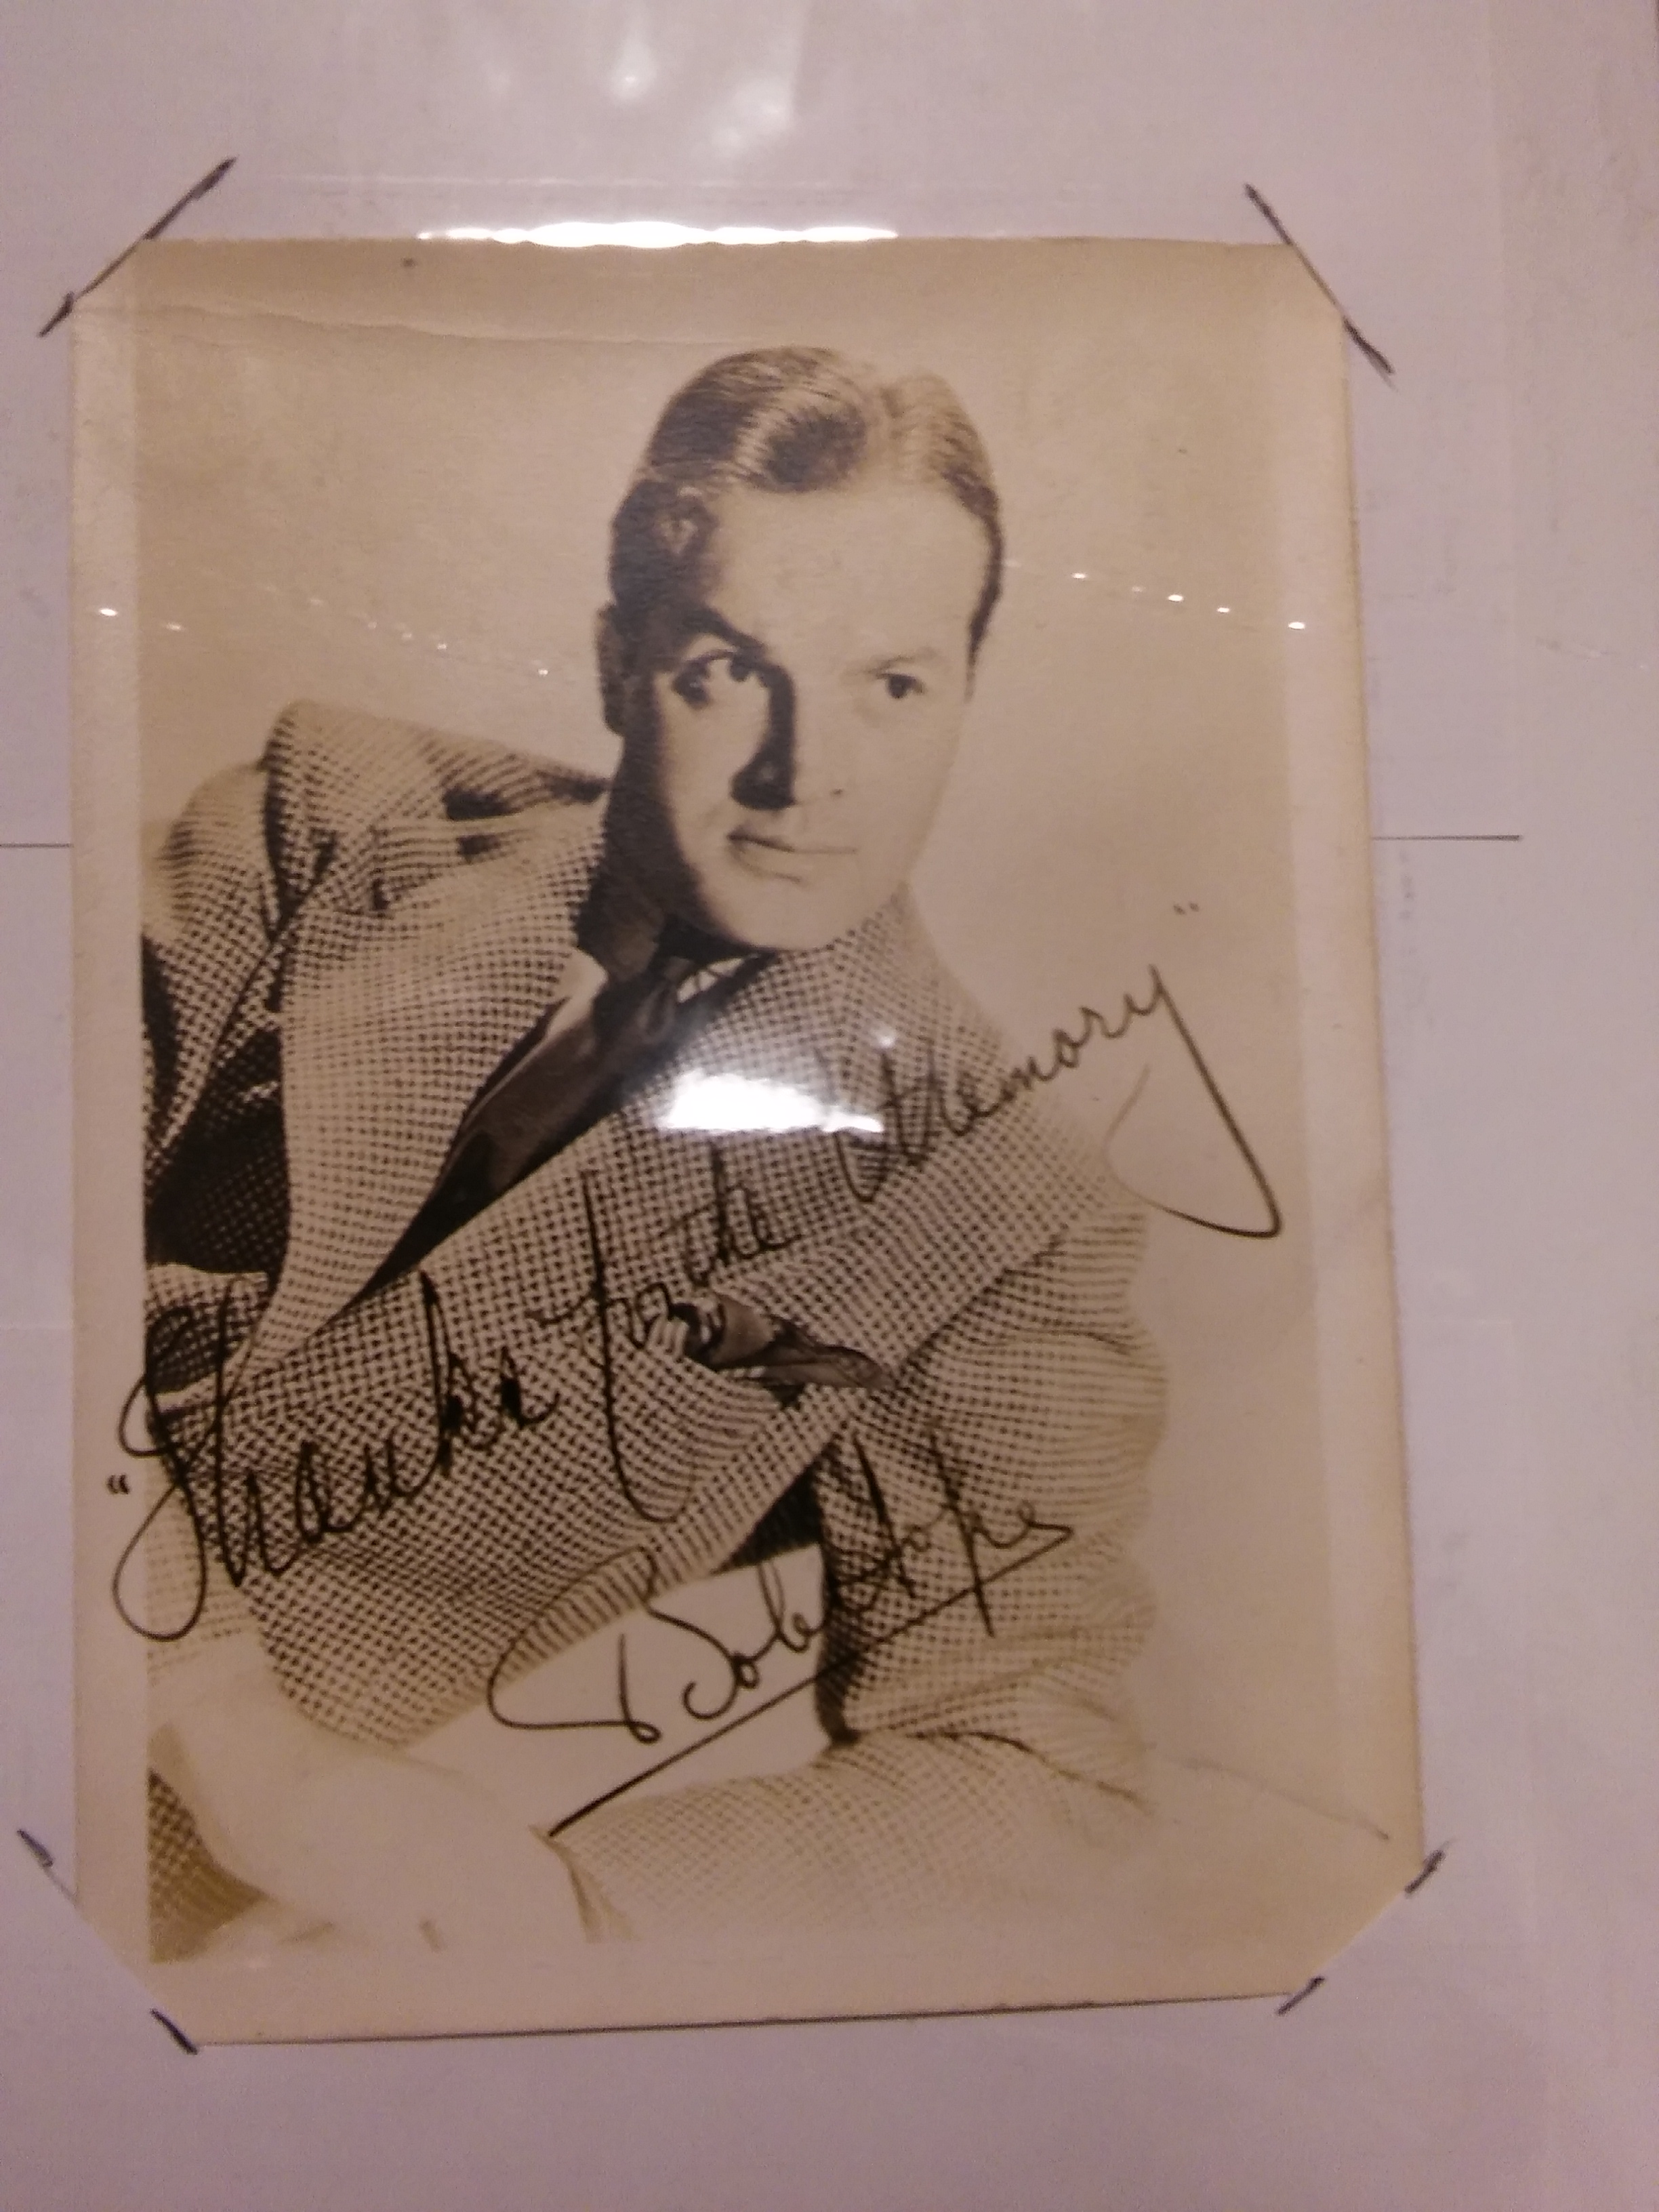 "Thanks for the Memory"
Bob Hope